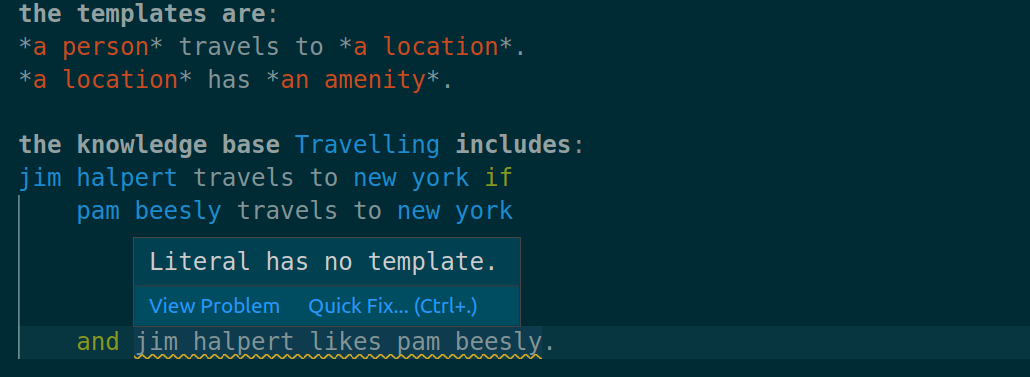 the templates are:
*a person* travels to *a location*.
*a location* has *an amenity*.
the knowledge base Travelling includes:
jim halpert travels to new york if
pam beesly travels to new york
Literal has no template.
View Problem Quick Fix... (Ctrl+.)
and jim halpert likes pam beesly.